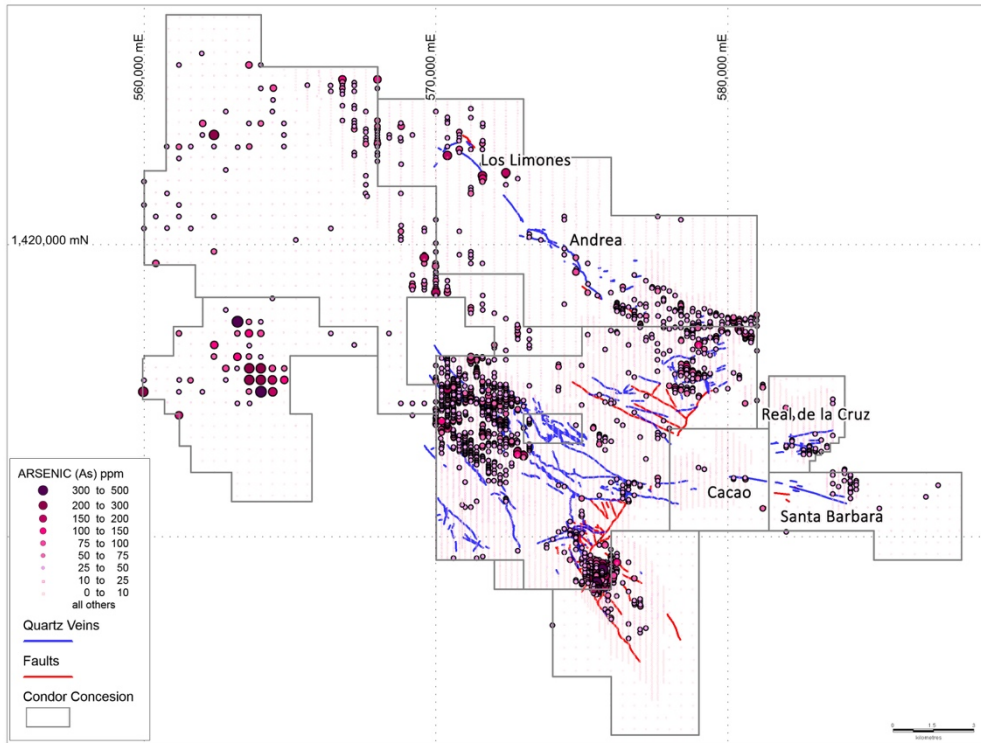 560,000 mE
570,000 mE
580,000 mE
Los Limones
1,420,000 mN
Andrea
Real de la Cruz
Cacao
Santa Barbara
ARSENIC (As) ppm
300 to 500
200 to 300
150 to 200
100 to 150
75 to 100
50 to 75
25 to 50
10 to 25
0 to 10
all others
Quartz Veins
Faults
Condor Concesion
0 1.5 3
kilometres